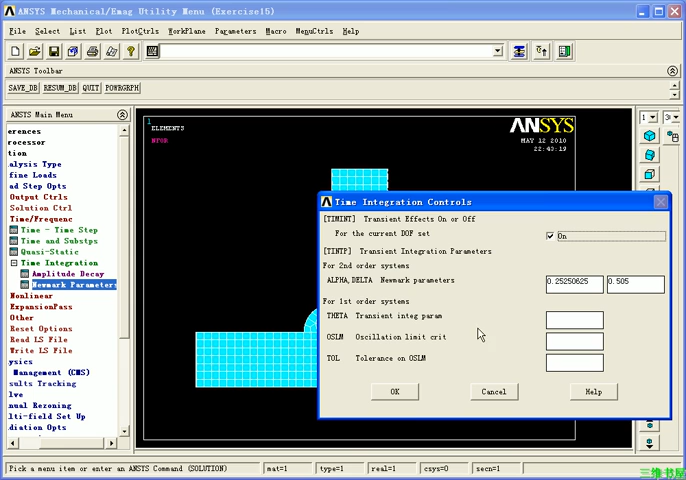 ANSYS Mechanical/Emag Utility Menu (Exercise15)
File Select List Plot PlotCtrls WorkPlane Parameters Macro MenuCtrls Help
ANSYS Toolbar
SAVE_DB RESUM_DB QUIT POWRGRPH
ANSYS Main Menu
erences
rocessor
tion
alysis Type
fine Loads
ad Step Opts
Output Ctrls
Solution Ctrl
Time/Frequenc
Time - Time Step
Time and Substps
Quasi-Static
Time Integration
Amplitude Decay
Newmark Parameters
Nonlinear
ExpansionPass
Other
Reset Options
Read LS File
Write LS File
ysics
Management (CMS)
sults Tracking
lve
nual Rezoning
lti-field Set Up
diation Opts
1
ELEMENTS
NFOR
ANSYS
MAY 12 2010
22:43:19
1
Time Integration Controls
[TIMINT] Transient Effects On or Off
For the current DOF set
On
[TINTP] Transient Integration Parameters
For 2nd order systems
ALPHA,DELTA Newmark parameters
0.25250625
0.505
For 1st order systems
THETA Transient integ param
OSLM Oscillation limit crit
TOL Tolerance on OSLM
OK Cancel Help
Pick a menu item or enter an ANSYS Command (SOLUTION)
mat=1
type=1
real=1
csys=0
secn=1
三维书屋